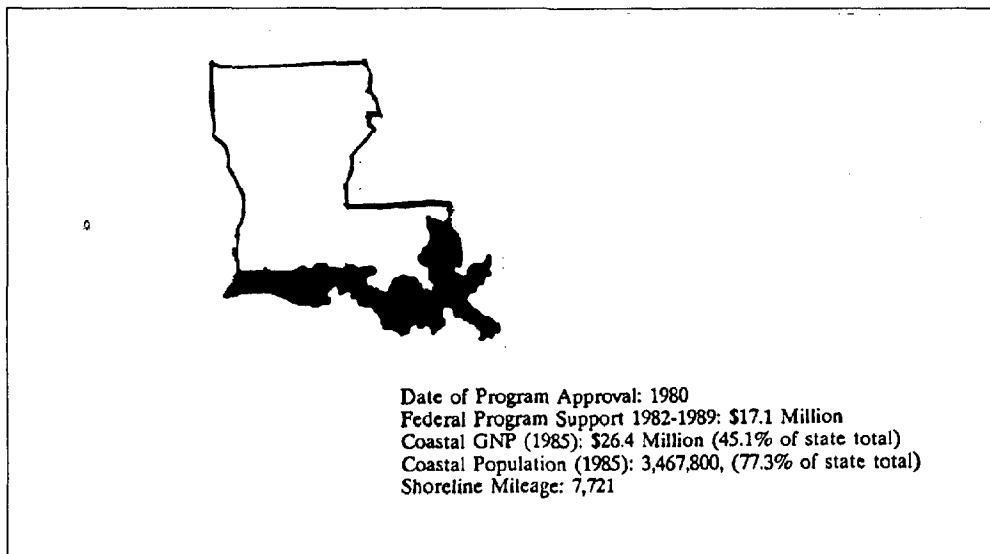 Date of Program Approval: 1980
Federal Program Support 1982-1989: $17.1 Million
Coastal GNP (1985): $26.4 Million (45.1% of state total)
Coastal Population (1985): 3,467,800, (77.3% of state total)
Shoreline Mileage: 7,721